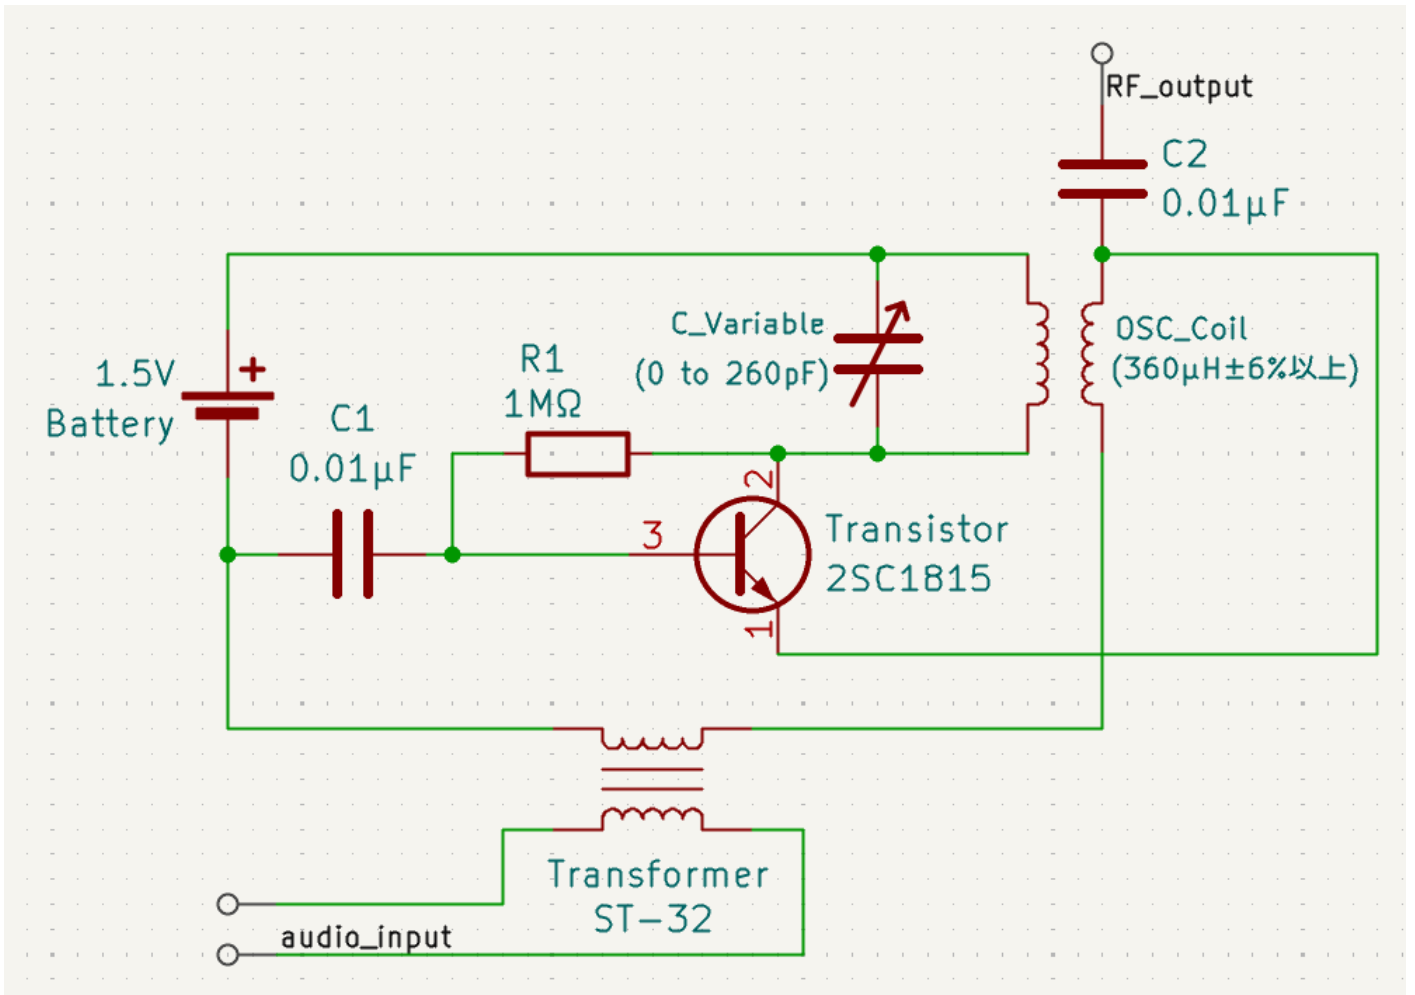 RF_output
C2
0.01µF
C_Variable
(0 to 260pF)
OSC_Coil
(360µH±6%以上)
1.5V
Battery
+
R1
1MΩ
C1
0.01µF
2
3
1
Transistor
2SC1815
Transformer
ST-32
audio_input